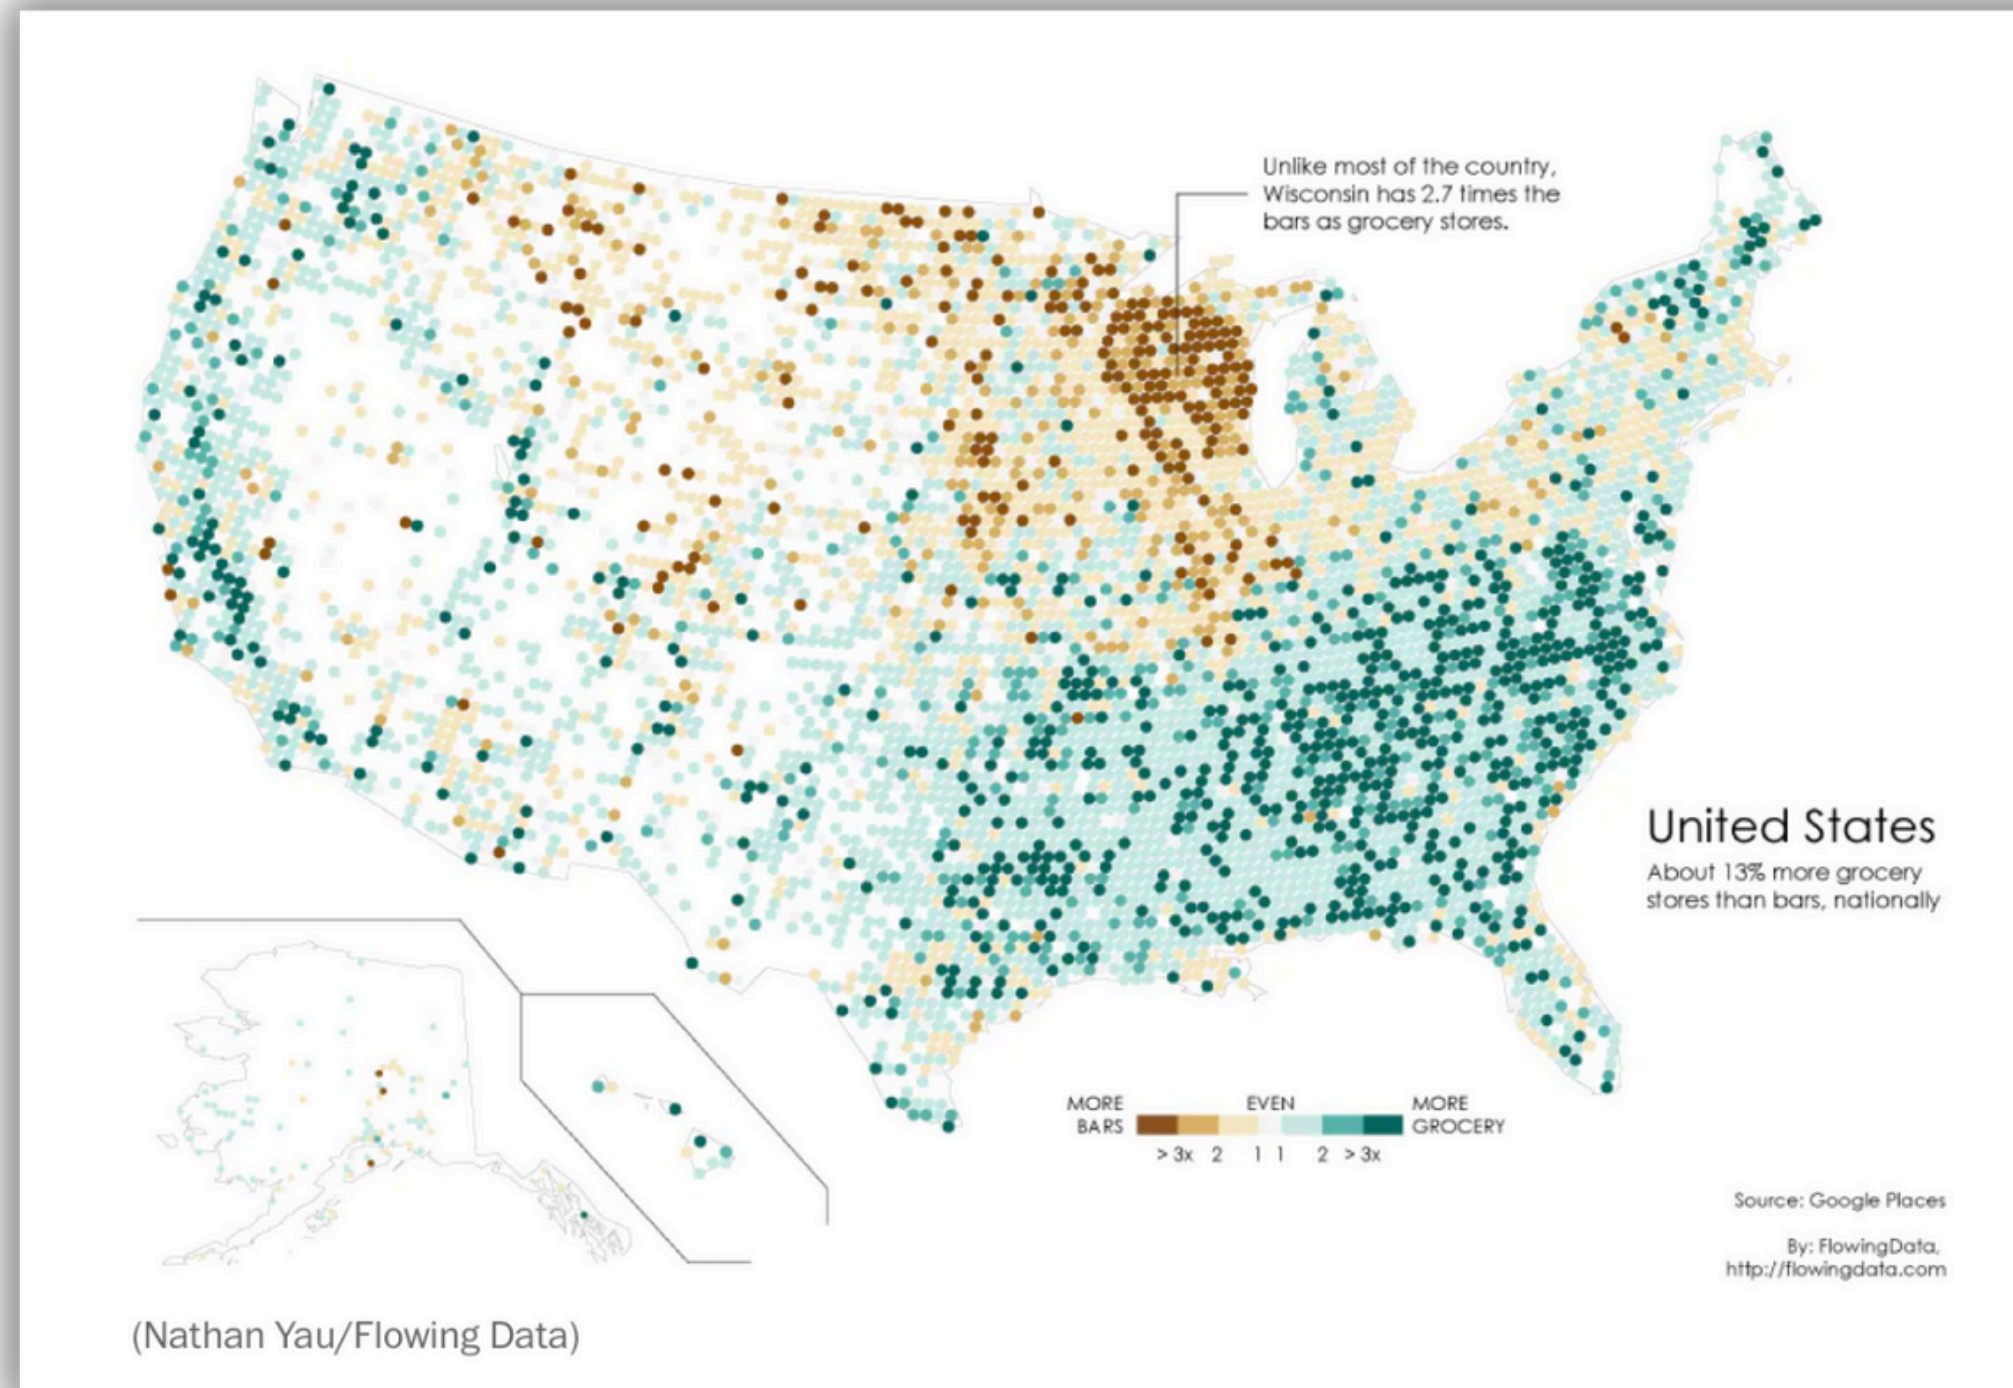 Unlike most of the country,
Wisconsin has 2.7 times the
bars as grocery stores.
United States
About 13% more grocery
stores than bars, nationally
MORE
BARS
EVEN
MORE
GROCERY
> 3x 2 1 1 2 > 3x
Source: Google Places
By: FlowingData,
http://flowingdata.com
(Nathan Yau/Flowing Data)